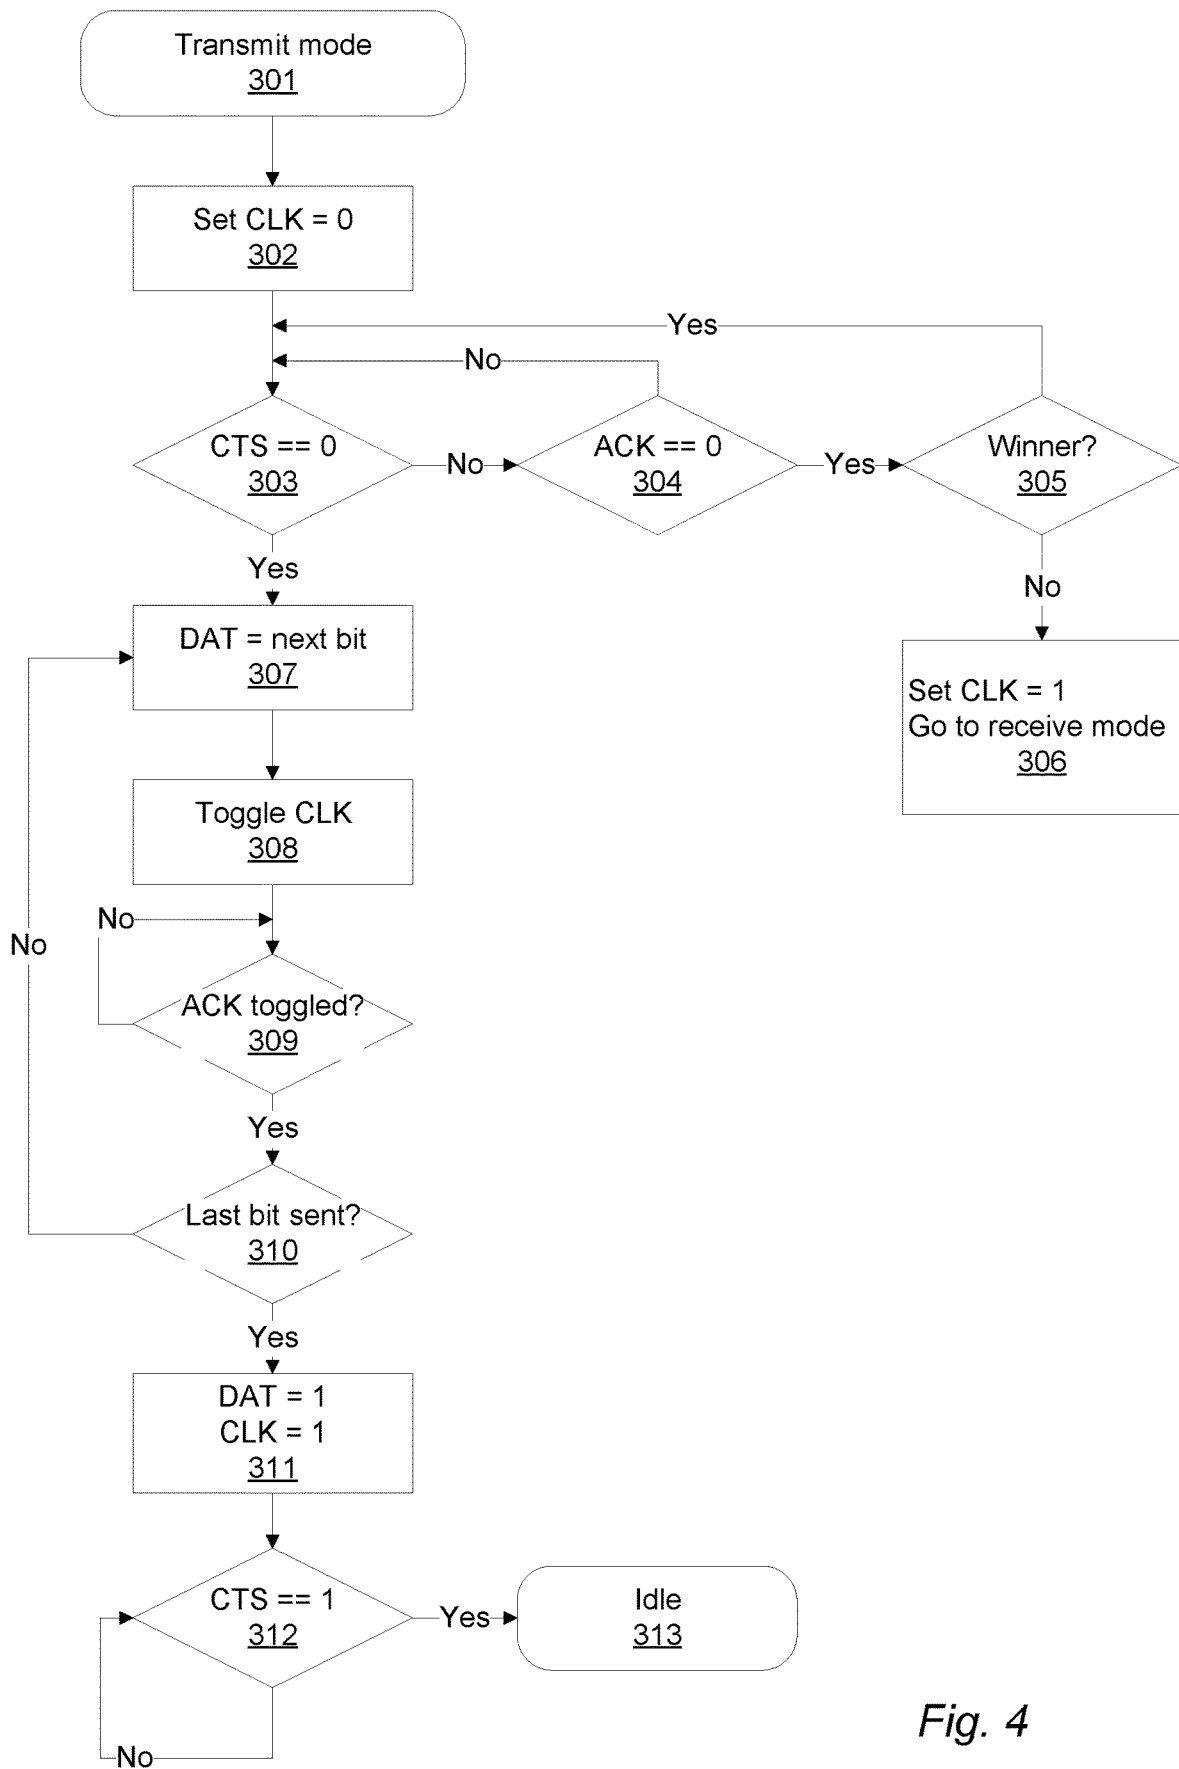 Transmit mode
301
Set CLK = 0
302
Yes
No
CTS == 0
303
No
ACK == 0
304
Yes
Winner?
305
Yes
No
DAT = next bit
307
Set CLK = 1
Go to receive mode
306
Toggle CLK
308
No
No
ACK toggled?
309
Yes
Last bit sent?
310
Yes
DAT = 1
CLK = 1
311
CTS == 1
312
Yes
Idle
313
No
Fig. 4